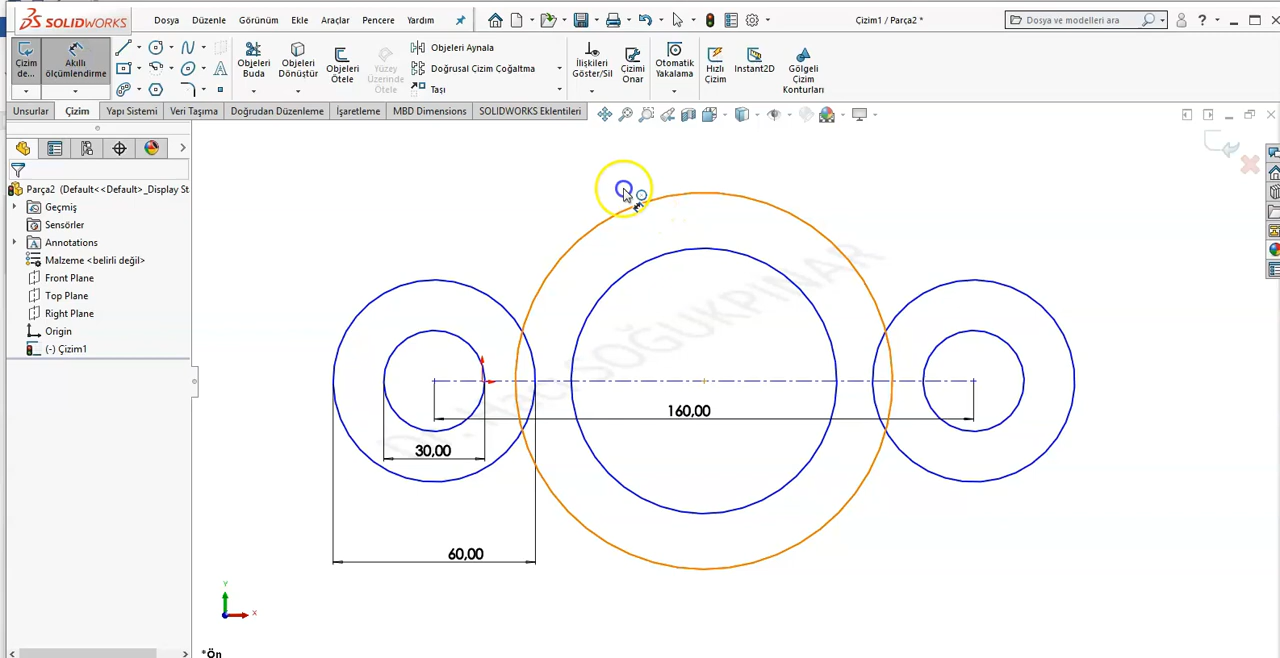 SOLIDWORKS
Dosya Düzenle Görünüm Ekle Araçlar Pencere Yardım
Çizim1 / Parça2 *
Dosya ve modelleri ara
?
Çizim de...
Akıllı ölçümlendirme
Objeleri Buda
Objeleri Dönüştür
Objeleri Ötele
Yüzey Üzerinde Ötele
Objeleri Aynala
Doğrusal Çizim Çoğaltma
Taşı
İlişkileri Göster/Sil
Çizimi Onar
Otomatik Yakalama
Hızlı Çizim
Instant2D
Gölgeli Çizim Konturları
Unsurlar Çizim Yapı Sistemi Veri Taşıma Doğrudan Düzenleme İşaretleme MBD Dimensions SOLIDWORKS Eklentileri
Parça2 (Default<<Default>_Display St
Geçmiş
Sensörler
Annotations
Malzeme <belirli değil>
Front Plane
Top Plane
Right Plane
Origin
(-) Çizim1
160,00
30,00
60,00
Y
X
*Ön